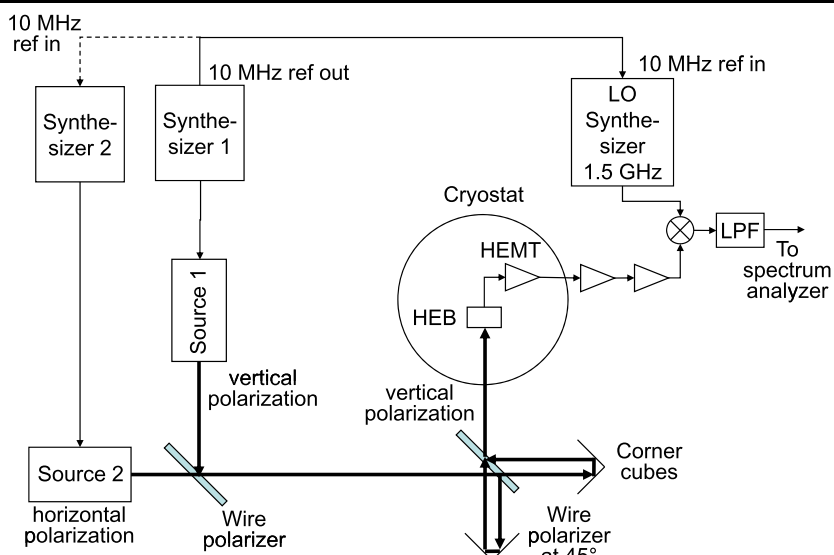 10 MHz
ref in
10 MHz ref out
10 MHz ref in
Synthe-
sizer 2
Synthe-
sizer 1
LO
Synthe-
sizer
1.5 GHz
Cryostat
HEMT
LPF
To
spectrum
analyzer
Source 1
HEB
vertical
polarization
vertical
polarization
Source 2
Corner
cubes
horizontal
polarization
Wire
polarizer
Wire
polarizer
at 45°